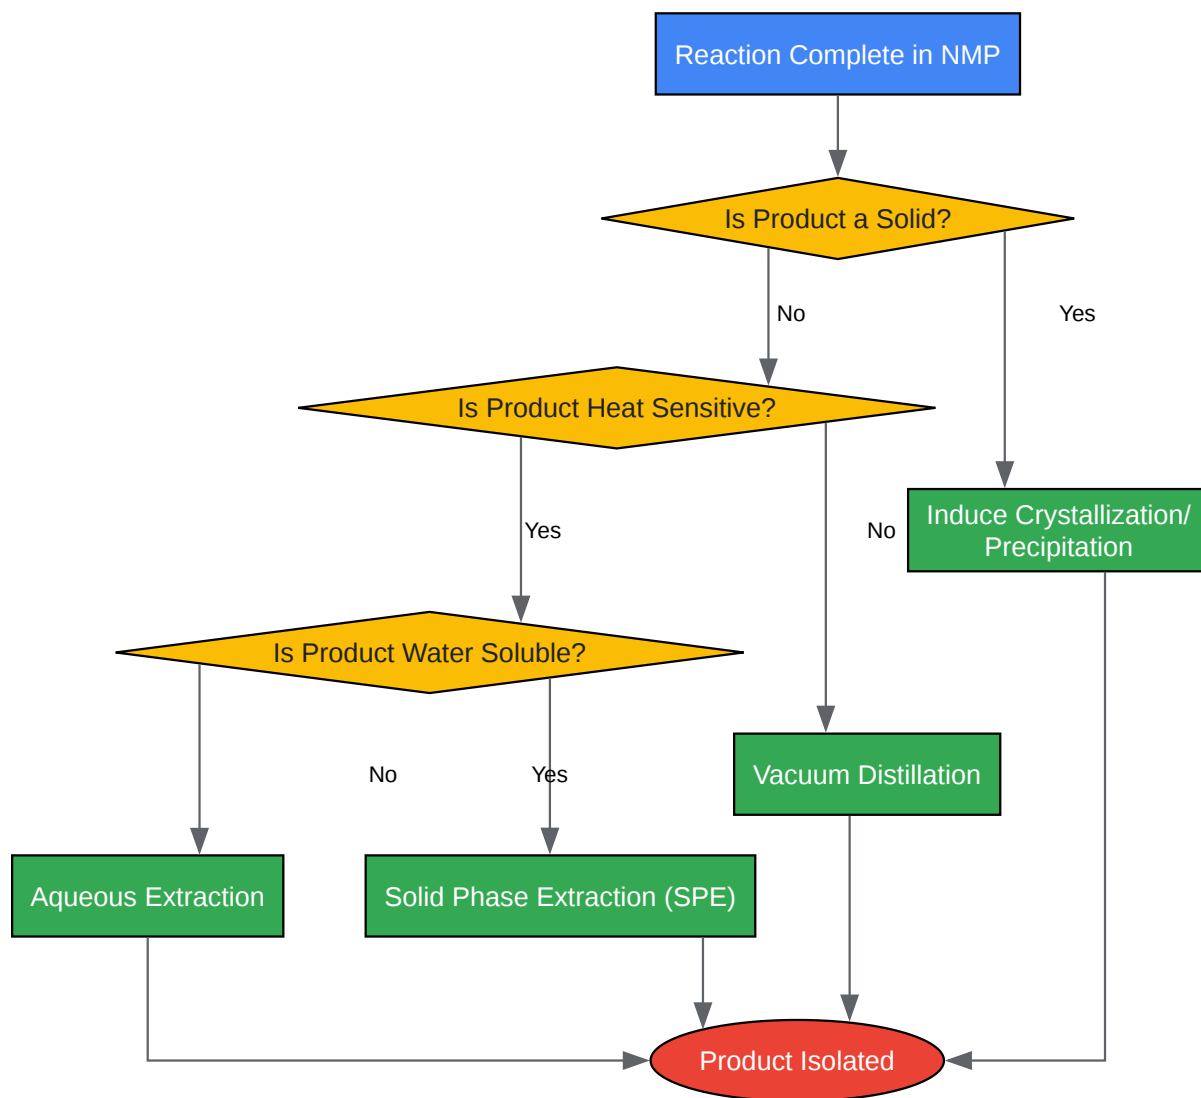 Reaction Complete in NMP
Is Product a Solid?
No
Yes
Is Product Heat Sensitive?
Induce Crystallization/
Precipitation
Yes
No
Is Product Water Soluble?
No
Yes
Vacuum Distillation
Aqueous Extraction
Solid Phase Extraction (SPE)
Product Isolated